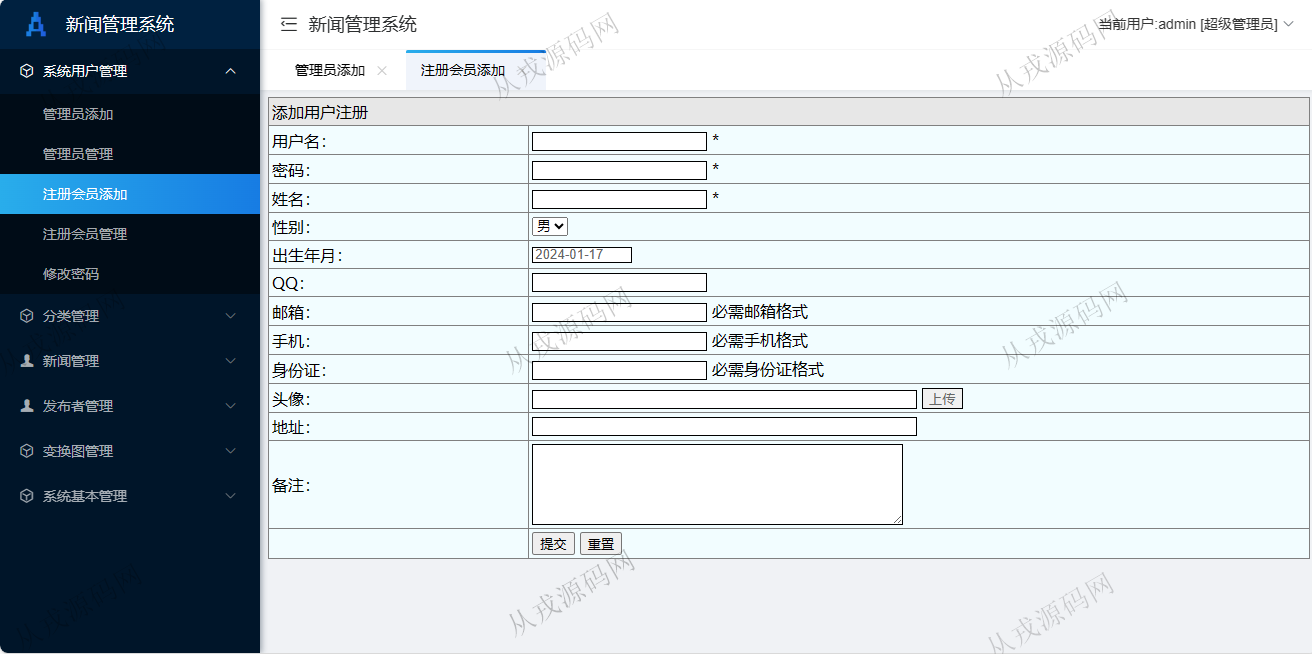 新闻管理系统
系统用户管理
管理员添加
管理员管理
注册会员添加
注册会员管理
修改密码
分类管理
新闻管理
发布者管理
变换图管理
系统基本管理
新闻管理系统
当前用户:admin [超级管理员]
管理员添加
注册会员添加
添加用户注册
用户名： *
密码： *
姓名： *
性别： 男
出生年月： 2024-01-17
QQ：
邮箱： 必需邮箱格式
手机： 必需手机格式
身份证： 必需身份证格式
头像： 上传
地址：
备注：
提交 重置
从戎源码网
从戎源码网
从戎源码网
从戎源码网
从戎源码网
从戎源码网